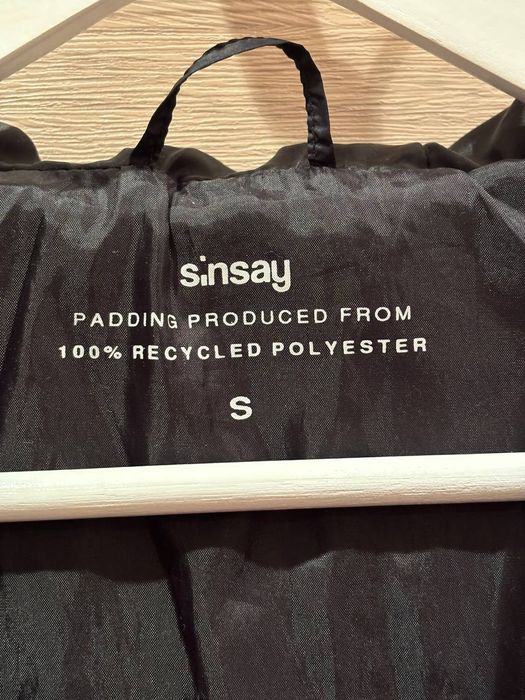 sinsay
PADDING PRODUCED FROM
100% RECYCLED POLYESTER
S